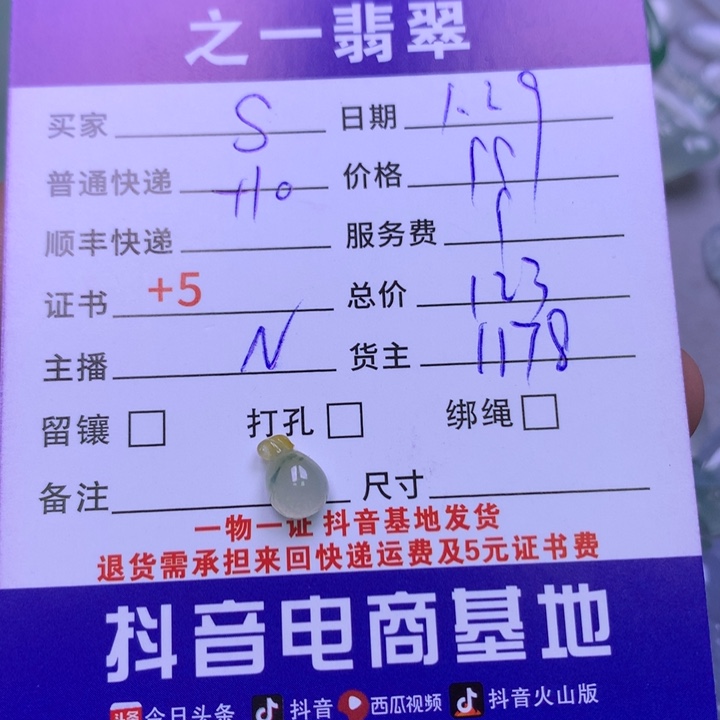 之一翡翠
买家 S 日期 1.29
普通快递 +10 价格
顺丰快递 服务费
证书 +5 总价 123
主播 N 货主 1178
留镶 打孔 绑绳
备注 尺寸
一物一证 抖音基地发货
退货需承担来回快递运费及5元证书费
抖音电商基地
头条 今日头条 抖音 西瓜视频 抖音火山版